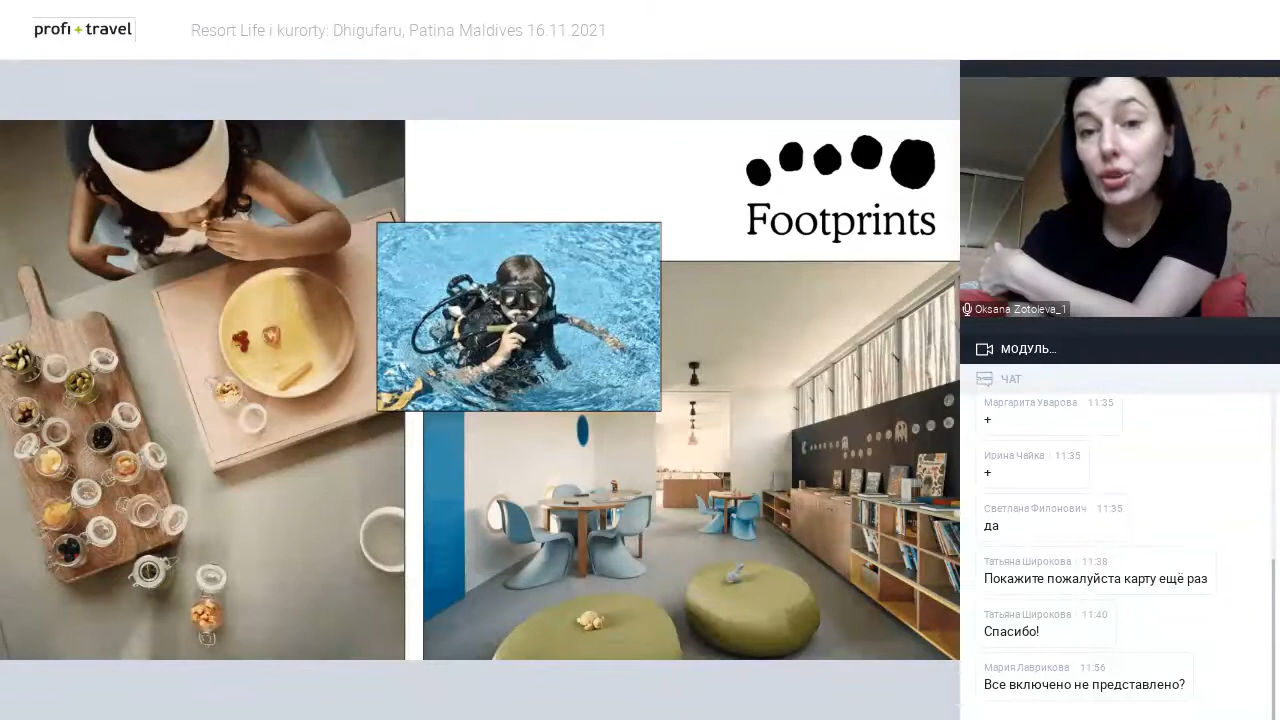 profi + travel
Resort Life i kurorty: Dhigufaru, Patina Maldives 16.11.2021
Footprints
Oksana Zotoleva_1
МОДУЛЬ...
ЧАТ
Маргарита Уварова 11:35
+
Ирина Чайка 11:35
+
Светлана Филонович 11:35
да
Татьяна Широкова 11:38
Покажите пожалуйста карту ещё раз
Татьяна Широкова 11:40
Спасибо!
Мария Лаврикова 11:56
Все включено не представлено?